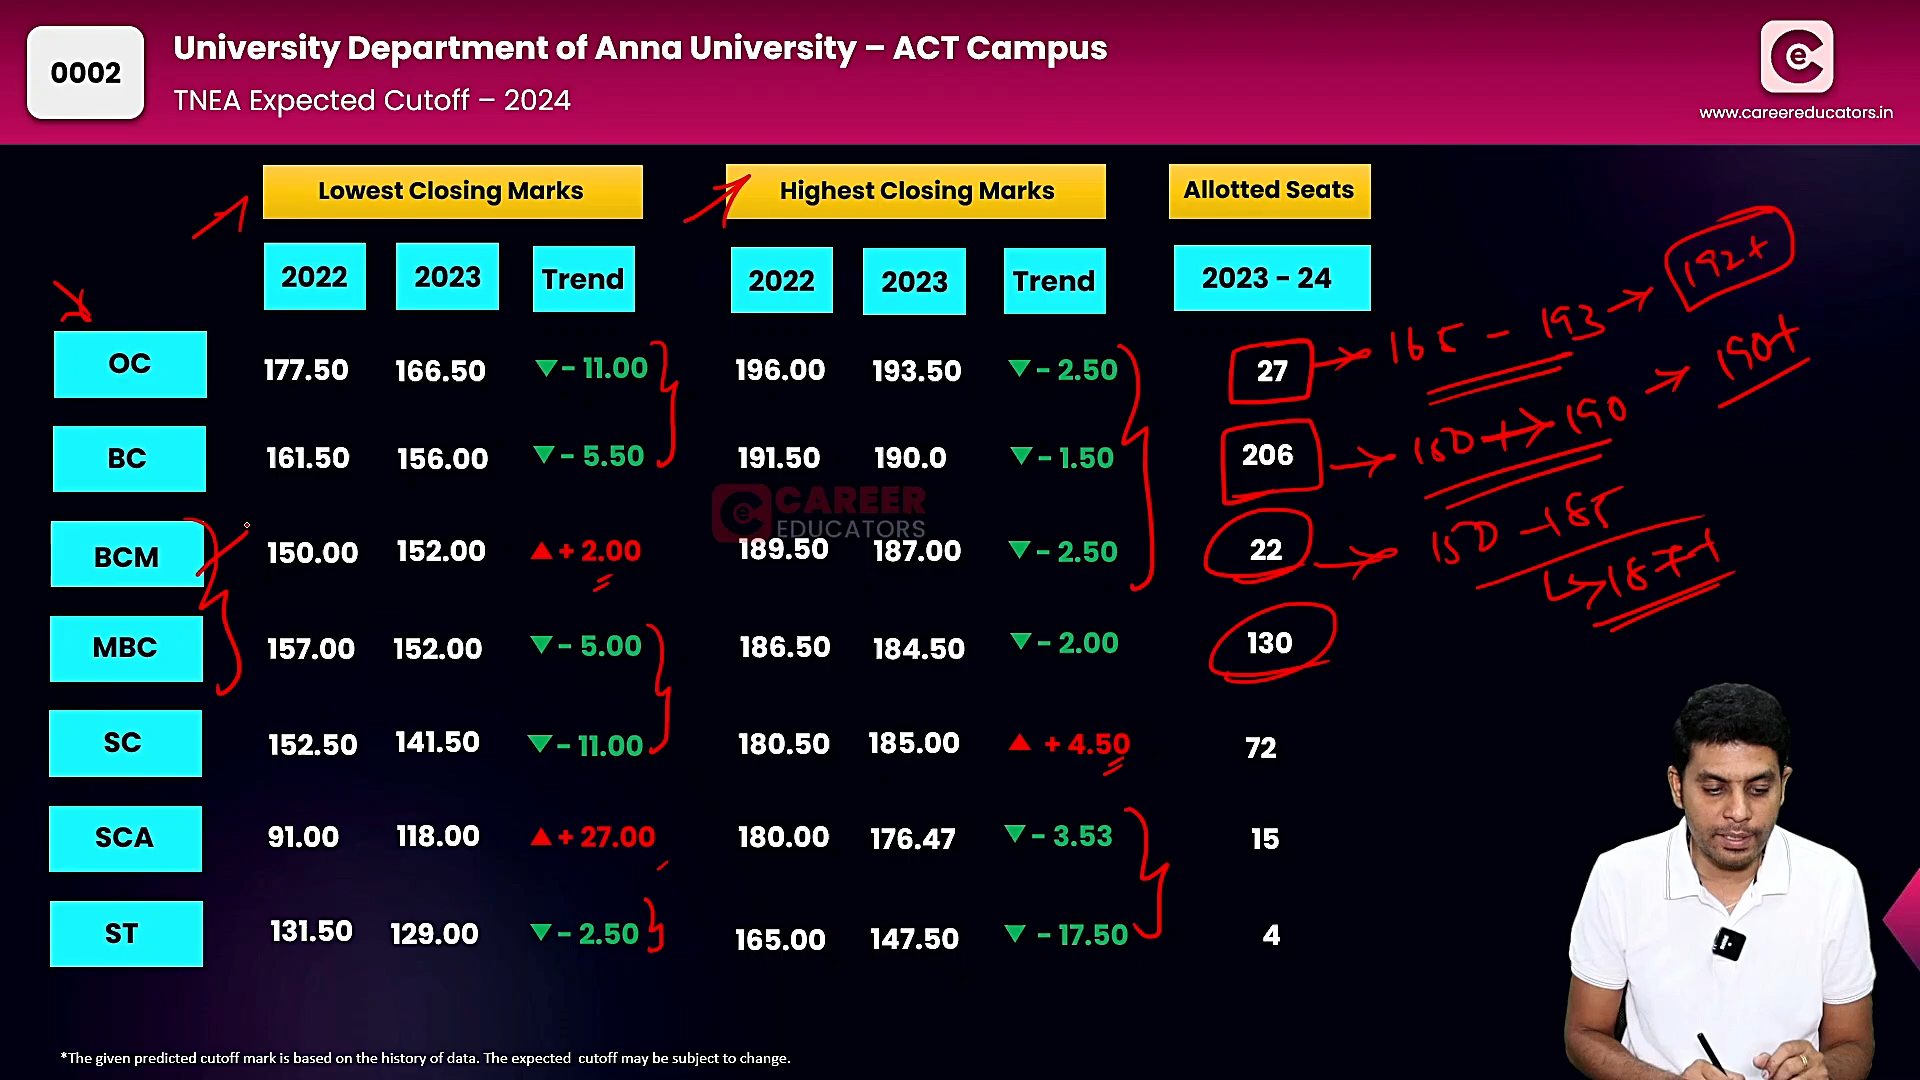 0002
University Department of Anna University – ACT Campus
TNEA Expected Cutoff – 2024
e
www.careereducators.in
Lowest Closing Marks Highest Closing Marks Allotted Seats
2022 2023 Trend 2022 2023 Trend 2023 - 24
192+
OC 177.50 166.50 ▼ - 11.00 196.00 193.50 ▼ - 2.50 27 → 165 - 193 →
BC 161.50 156.00 ▼ - 5.50 191.50 190.0 ▼ - 1.50 206 → 180+ → 190 → 190+
e CAREER EDUCATORS
BCM 150.00 152.00 ▲ + 2.00 189.50 187.00 ▼ - 2.50 22 → 150 - 185
187+
MBC 157.00 152.00 ▼ - 5.00 186.50 184.50 ▼ - 2.00 130
SC 152.50 141.50 ▼ - 11.00 180.50 185.00 ▲ + 4.50 72
SCA 91.00 118.00 ▲ + 27.00 180.00 176.47 ▼ - 3.53 15
ST 131.50 129.00 ▼ - 2.50 165.00 147.50 ▼ - 17.50 4
*The given predicted cutoff mark is based on the history of data. The expected cutoff may be subject to change.